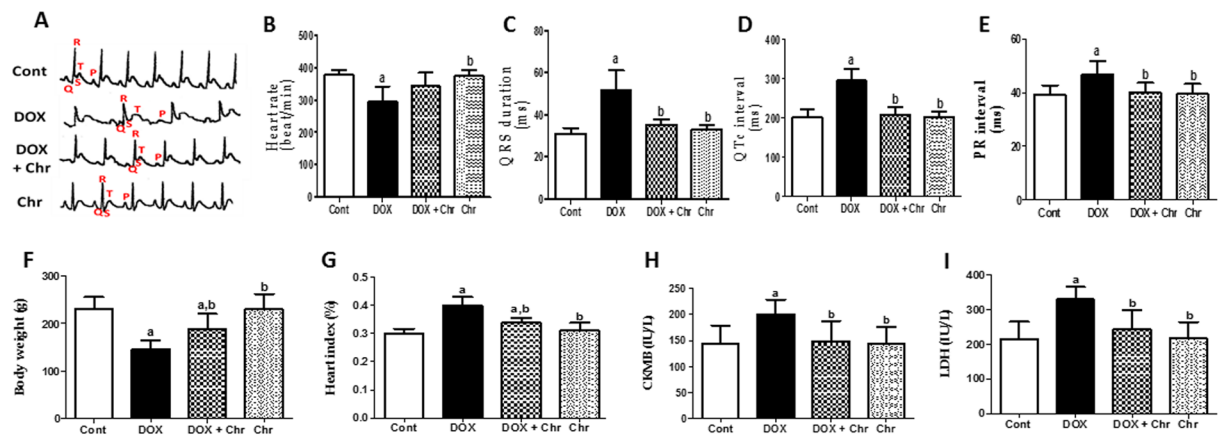 A
Cont
R
T
P
Q
S
DOX
R
T
P
Q
S
DOX
+ Chr
R
T
P
Q
S
Chr
R
T
P
Q
S
B
Heart rate
(beat/min)
500
400
300
200
100
0
a
b
Cont DOX DOX + Chr Chr
C
QRS duration
(ms)
80
60
40
20
0
a
b
b
Cont DOX DOX + Chr Chr
D
QTc interval
(ms)
400
300
200
100
0
a
b
b
Cont DOX DOX + Chr Chr
E
PR interval
(ms)
60
40
20
0
a
b
b
Cont DOX DOX + Chr Chr
F
Body weight (g)
300
200
100
0
a
a,b
b
Cont DOX DOX + Chr Chr
G
Heart index (%)
0.5
0.4
0.3
0.2
0.1
0.0
a
a,b
b
Cont DOX DOX + Chr Chr
H
CKMB (IU/L)
250
200
150
100
50
0
a
b
b
Cont DOX DOX + Chr Chr
I
LDH (IU/L)
400
300
200
100
0
a
b
b
Cont DOX DOX + Chr Chr